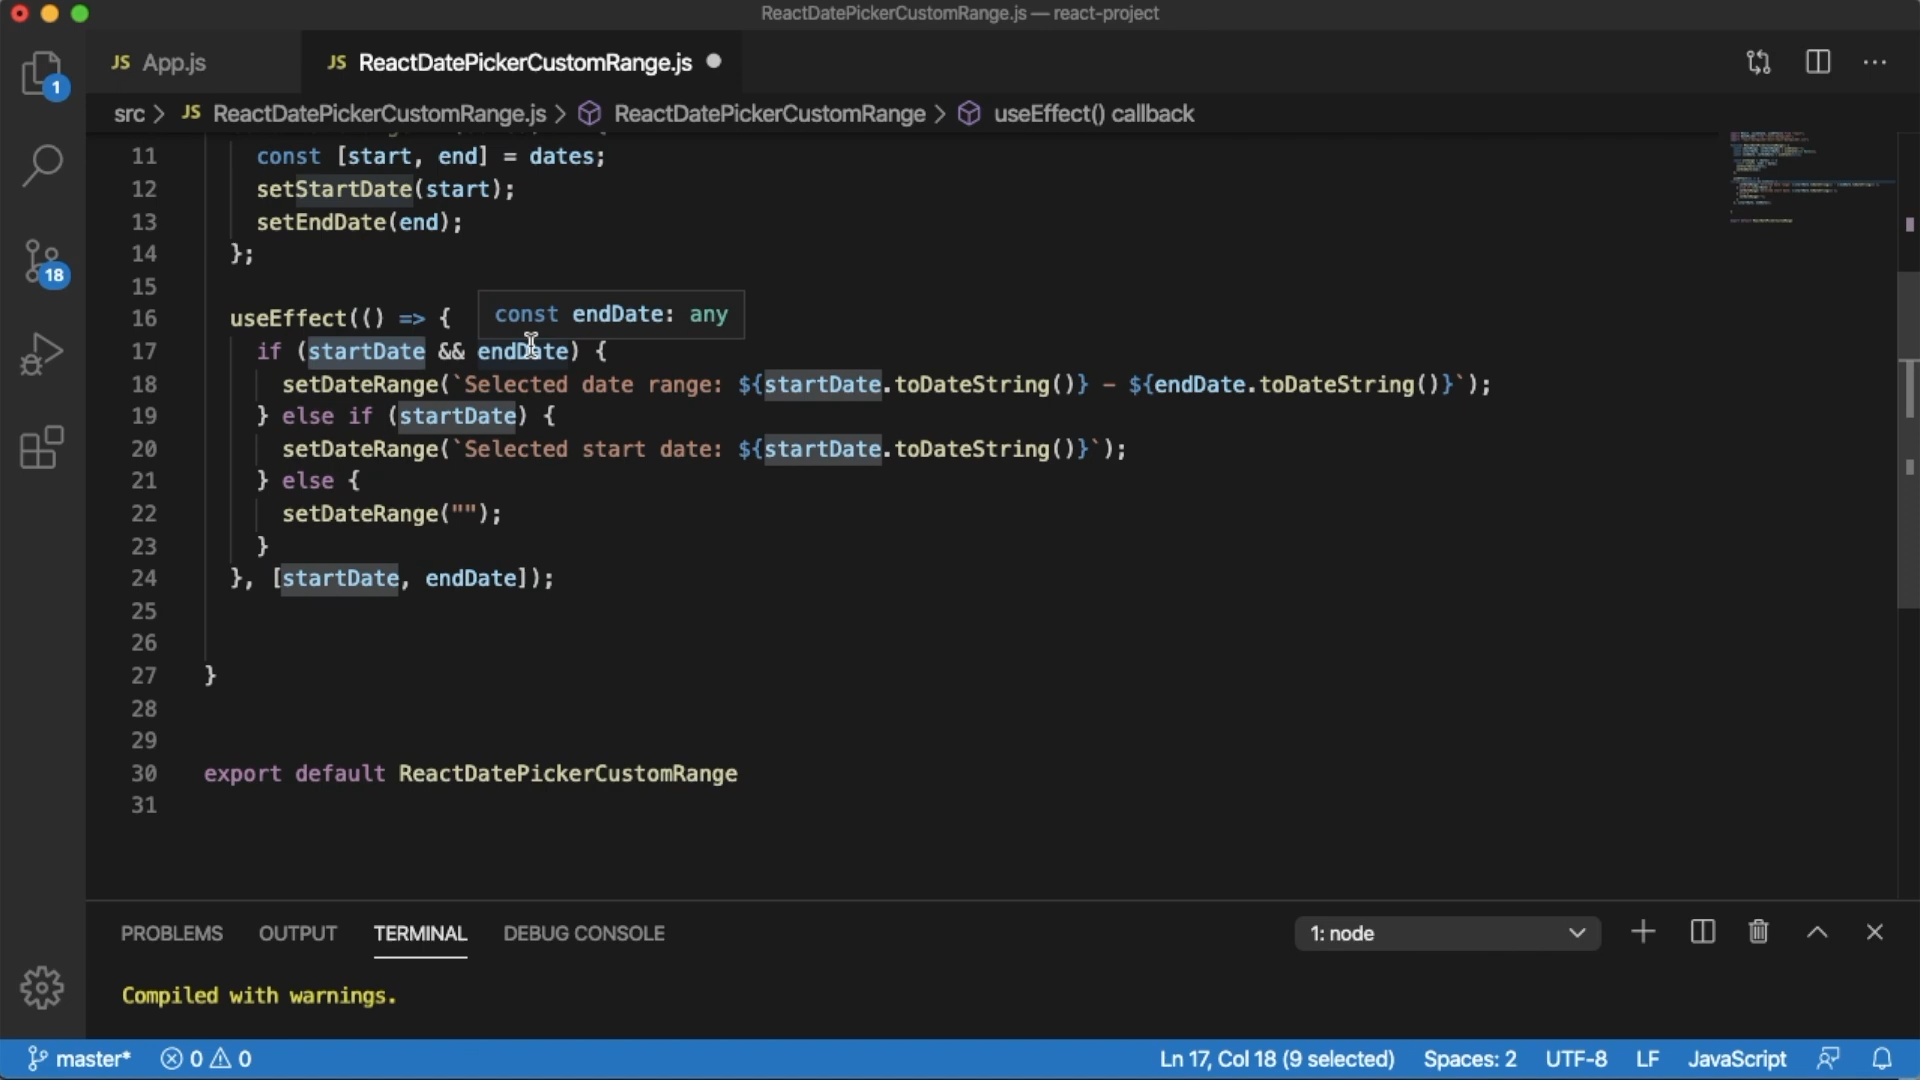 ReactDatePickerCustomRange.js — react-project
JS App.js
JS ReactDatePickerCustomRange.js
1
src > JS ReactDatePickerCustomRange.js > ReactDatePickerCustomRange > useEffect() callback
11 const [start, end] = dates;
12 setStartDate(start);
13 setEndDate(end);
14 };
15
16 useEffect(() => {
const endDate: any
17 if (startDate && endDate) {
18 setDateRange(`Selected date range: ${startDate.toDateString()} – ${endDate.toDateString()}`);
19 } else if (startDate) {
20 setDateRange(`Selected start date: ${startDate.toDateString()}`);
21 } else {
22 setDateRange("");
23 }
24 }, [startDate, endDate]);
25
26
27 }
28
29
30 export default ReactDatePickerCustomRange
31
18
PROBLEMS OUTPUT TERMINAL DEBUG CONSOLE 1: node
Compiled with warnings.
master* 0 0 Ln 17, Col 18 (9 selected) Spaces: 2 UTF-8 LF JavaScript